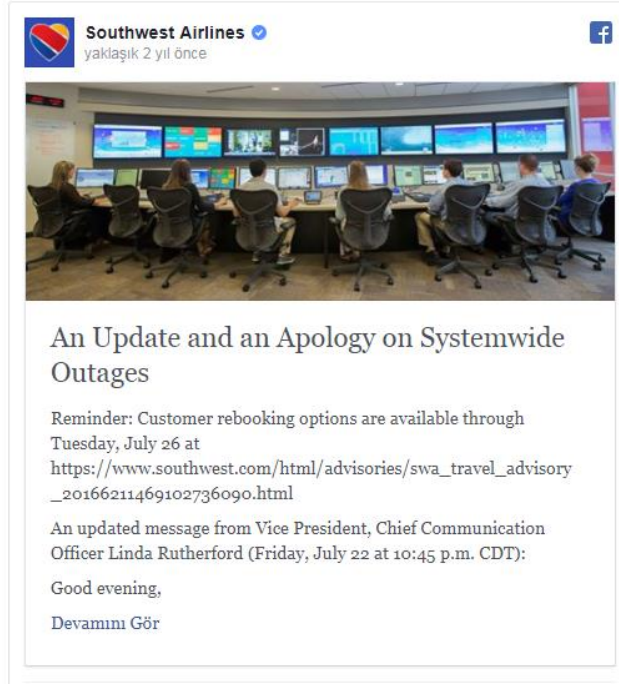 Southwest Airlines
yaklaşık 2 yıl önce
An Update and an Apology on Systemwide
Outages
Reminder: Customer rebooking options are available through
Tuesday, July 26 at
https://www.southwest.com/html/advisories/swa_travel_advisory
_20166211469102736090.html
An updated message from Vice President, Chief Communication
Officer Linda Rutherford (Friday, July 22 at 10:45 p.m. CDT):
Good evening,
Devamını Gör